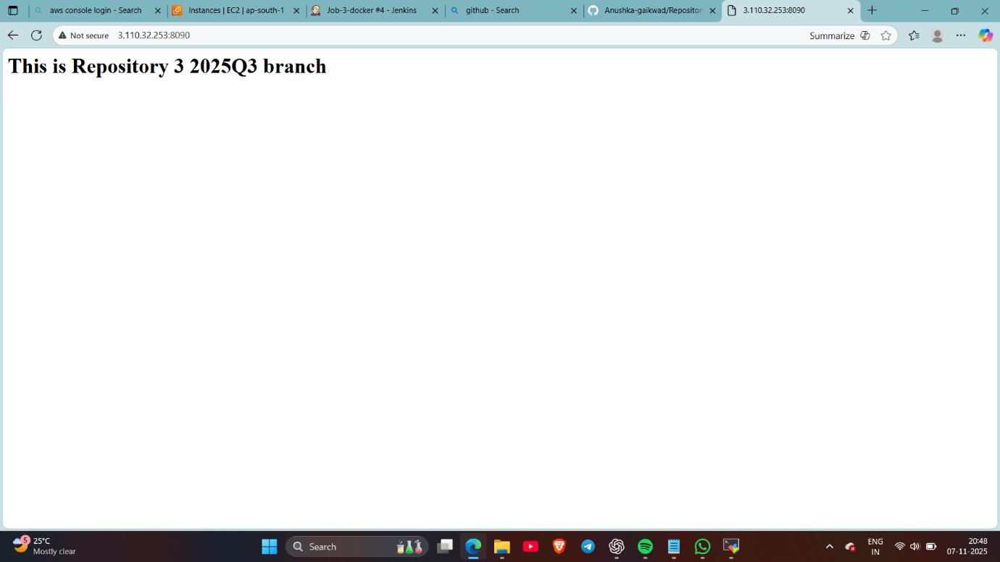 aws console login - Search
Instances | EC2 | ap-south-1
Job-3-docker #4 - Jenkins
github - Search
Anushka-gaikwad/Repository
3.110.32.253:8090
Not secure
3.110.32.253:8090
Summarize
This is Repository 3 2025Q3 branch
5
25°C
Mostly clear
Search
ENG
IN
20:48
07-11-2025